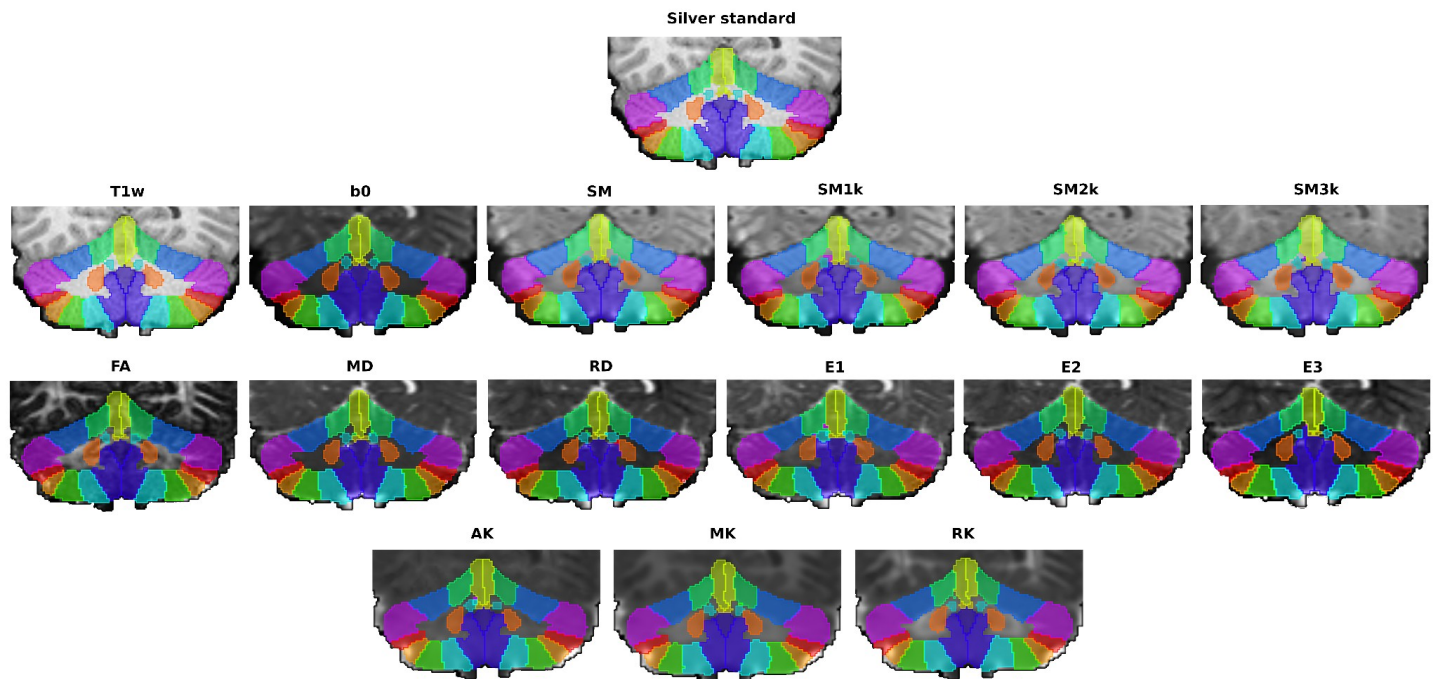 Silver standard
T1w b0 SM SM1k SM2k SM3k
FA MD RD E1 E2 E3
AK MK RK